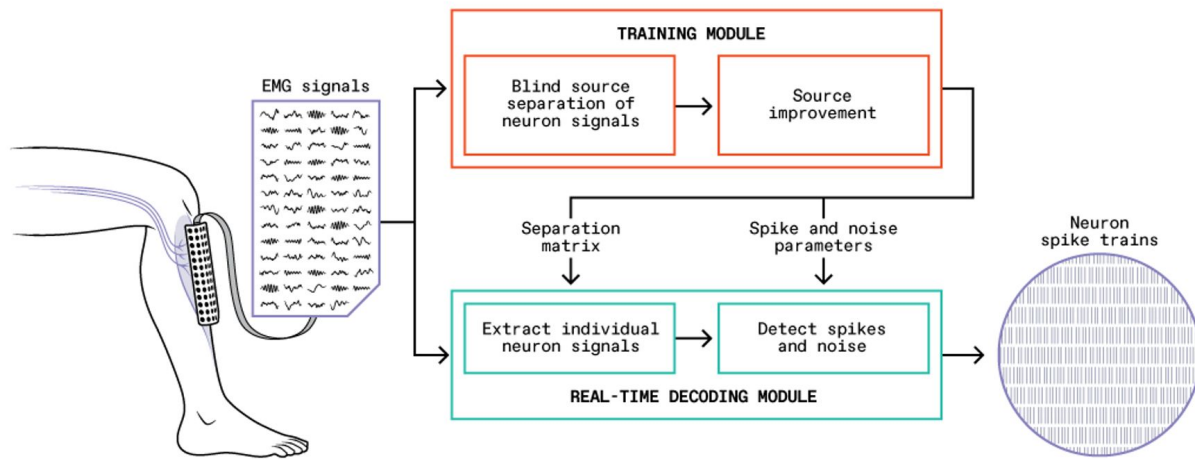 TRAINING MODULE
EMG signals
Blind source
separation of
neuron signals
Source
improvement
Separation
matrix
Spike and noise
parameters
Neuron
spike trains
Extract individual
neuron signals
Detect spikes
and noise
REAL-TIME DECODING MODULE